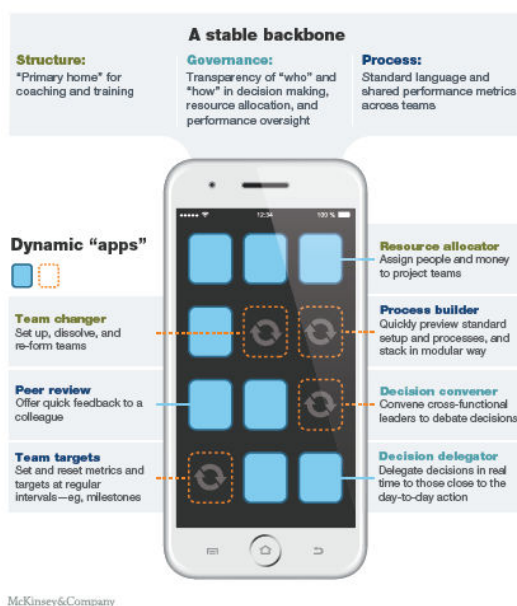 A stable backbone
Structure:
"Primary home" for
coaching and training
Governance:
Transparency of "who" and
"how" in decision making,
resource allocation, and
performance oversight
Process:
Standard language and
shared performance metrics
across teams
12:34
100 %
Dynamic "apps"
Resource allocator
Assign people and money
to project teams
Team changer
Set up, dissolve, and
re-form teams
Process builder
Quickly preview standard
setup and processes, and
stack in modular way
Peer review
Offer quick feedback to a
colleague
Decision convener
Convene cross-functional
leaders to debate decisions
Team targets
Set and reset metrics and
targets at regular
intervals—eg, milestones
Decision delegator
Delegate decisions in real
time to those close to the
day-to-day action
McKinsey&Company